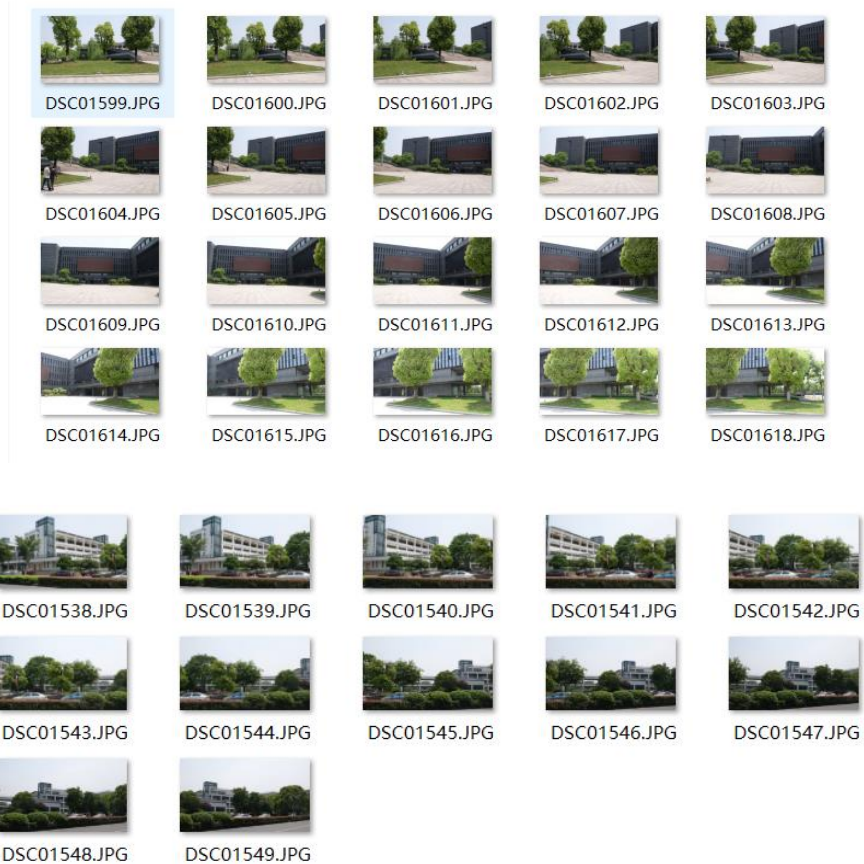 DSC01599.JPG DSC01600.JPG DSC01601.JPG DSC01602.JPG DSC01603.JPG
DSC01604.JPG DSC01605.JPG DSC01606.JPG DSC01607.JPG DSC01608.JPG
DSC01609.JPG DSC01610.JPG DSC01611.JPG DSC01612.JPG DSC01613.JPG
DSC01614.JPG DSC01615.JPG DSC01616.JPG DSC01617.JPG DSC01618.JPG
DSC01538.JPG DSC01539.JPG DSC01540.JPG DSC01541.JPG DSC01542.JPG
DSC01543.JPG DSC01544.JPG DSC01545.JPG DSC01546.JPG DSC01547.JPG
DSC01548.JPG DSC01549.JPG